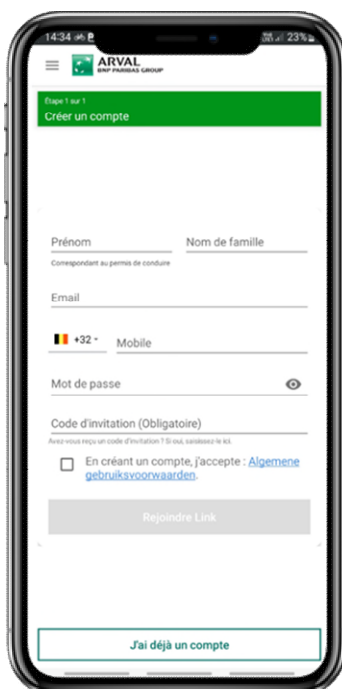 14:34
23%
ARVAL
BNP PARIBAS GROUP
Étape 1 sur 1
Créer un compte
Prénom
Nom de famille
Correspondant au permis de conduire
Email
+32
Mobile
Mot de passe
Code d'invitation (Obligatoire)
Avez-vous reçu un code d'invitation ? Si oui, saisissez-le ici.
En créant un compte, j'accepte : Algemene
gebruiksvoorwaarden.
Rejoindre Link
J'ai déjà un compte